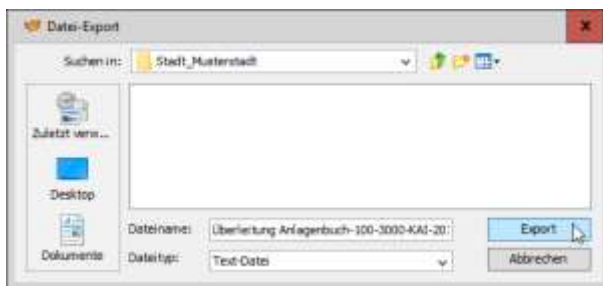 Datei-Export
Suchen in: Stadt_Musterstadt
Zuletzt verw...
Desktop
Dokumente
Dateiname: Überleitung Anlagenbuch-100-3000-KAI-20
Export
Dateityp: Text-Datei
Abbrechen